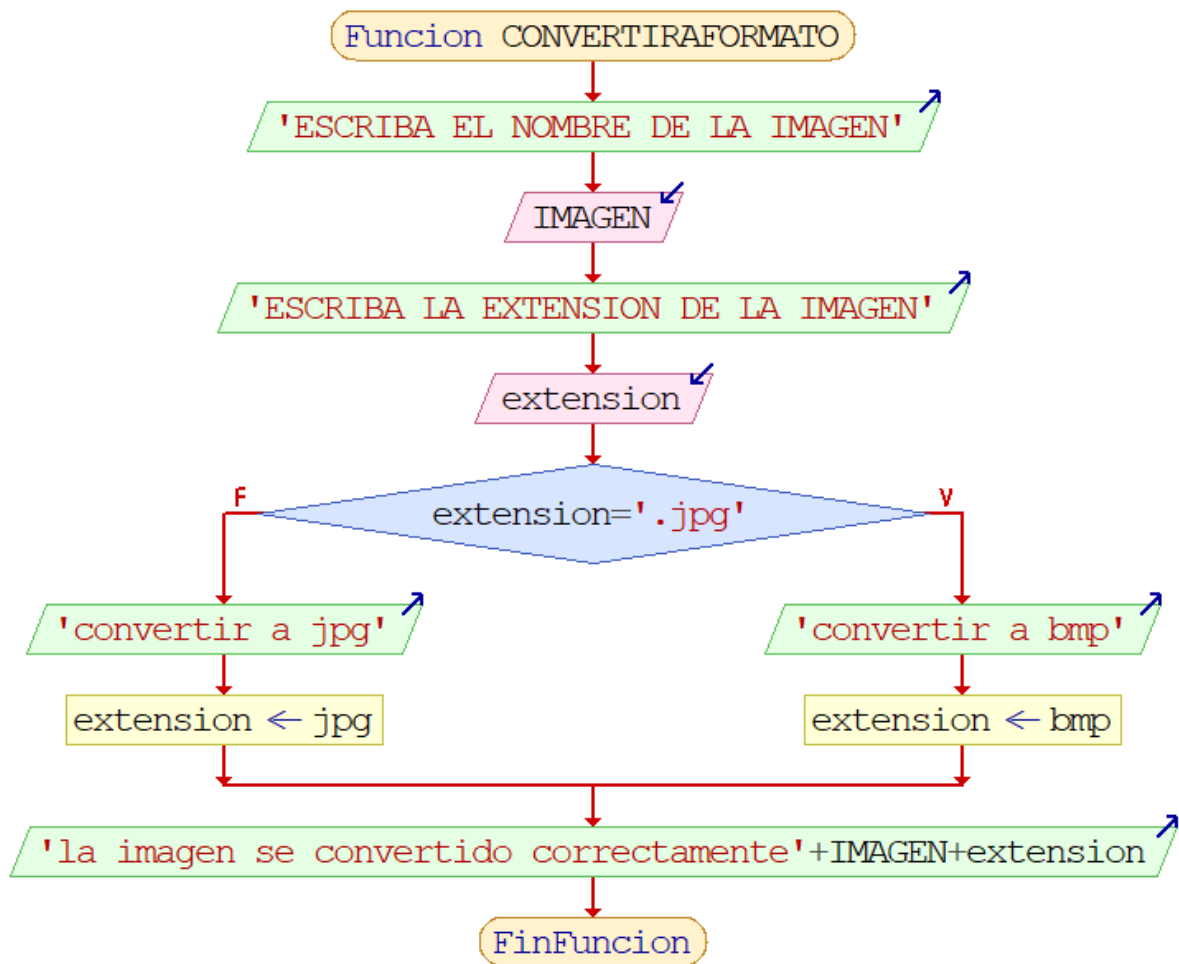 Funcion CONVERTIRAFORMATO
'ESCRIBA EL NOMBRE DE LA IMAGEN'
IMAGEN
'ESCRIBA LA EXTENSION DE LA IMAGEN'
extension
F
V
extension='.jpg'
'convertir a jpg'
'convertir a bmp'
extension ← jpg
extension ← bmp
'la imagen se convertido correctamente'+IMAGEN+extension
FinFuncion